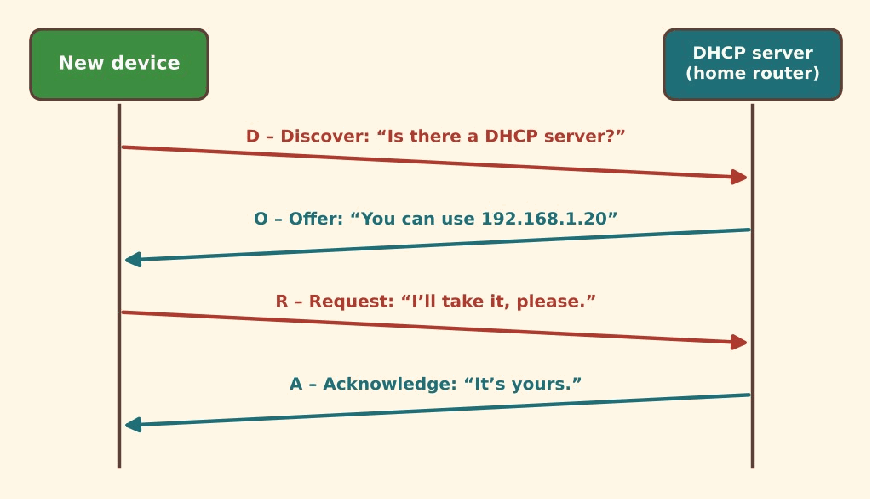 New device
DHCP server
(home router)
D – Discover: “Is there a DHCP server?”
O – Offer: “You can use 192.168.1.20”
R – Request: “I’ll take it, please.”
A – Acknowledge: “It’s yours.”